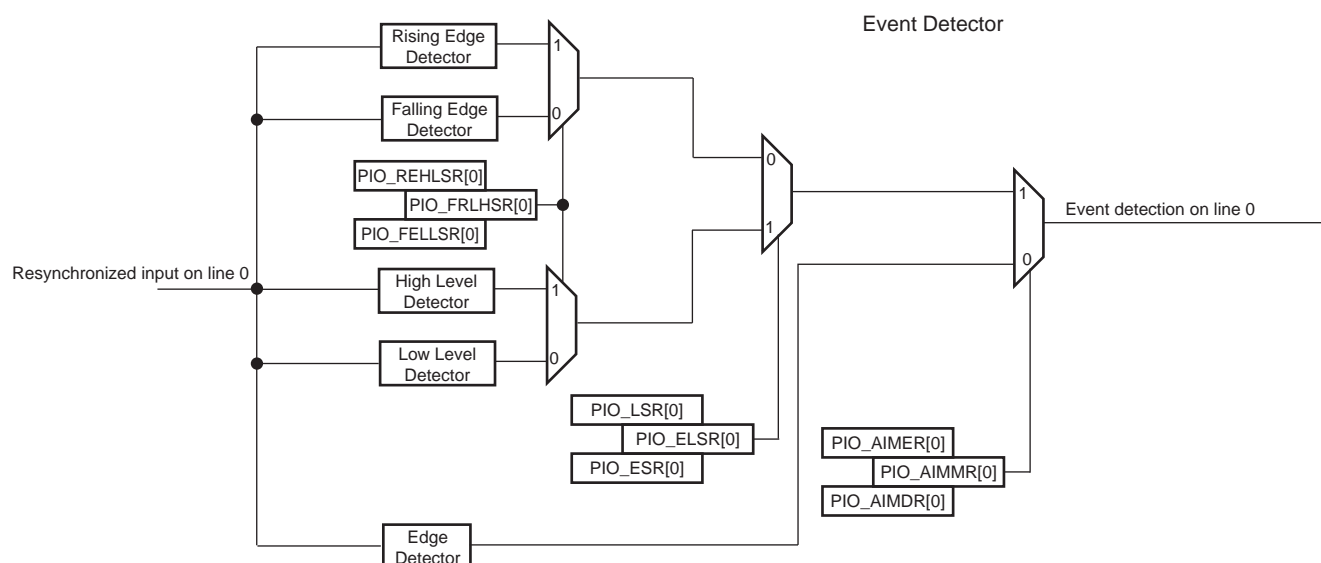 Event Detector
Rising Edge
Detector
1
Falling Edge
Detector
0
PIO_REHLSR[0]
PIO_FRLHSR[0]
PIO_FELLSR[0]
0
1
1
0
Event detection on line 0
Resynchronized input on line 0
High Level
Detector
1
Low Level
Detector
0
PIO_LSR[0]
PIO_ELSR[0]
PIO_ESR[0]
PIO_AIMER[0]
PIO_AIMMR[0]
PIO_AIMDR[0]
Edge
Detector